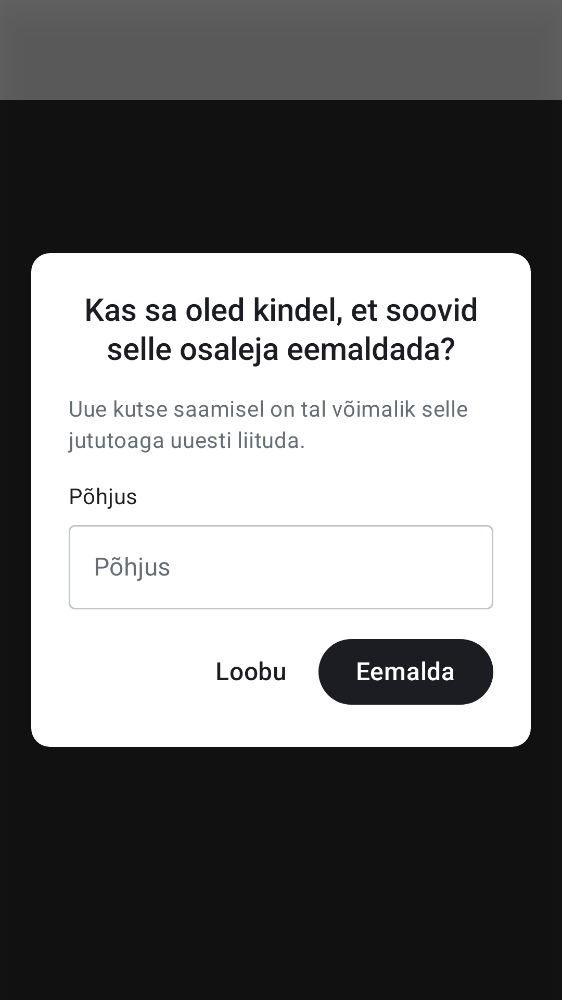 Kas sa oled kindel, et soovid
selle osaleja eemaldada?
Uue kutse saamisel on tal võimalik selle
jututoaga uuesti liituda.
Põhjus
Põhjus
Loobu
Eemalda